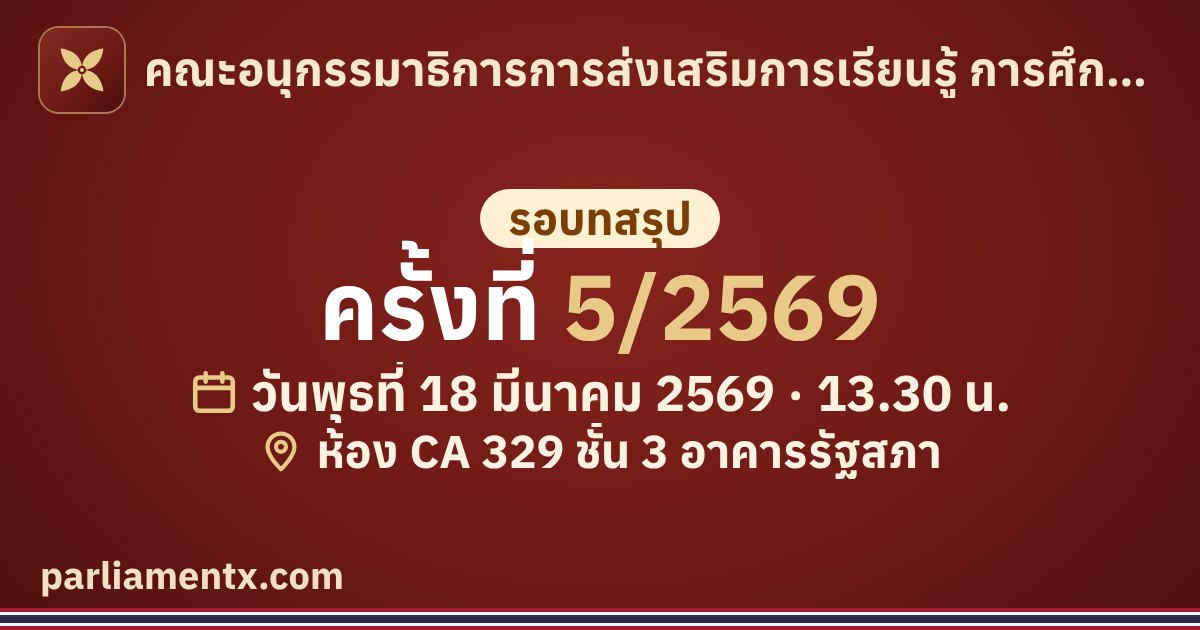 คณะอนุกรรมาธิการการส่งเสริมการเรียนรู้ การศึก...
รอบทสรุป
ครั้งที่ 5/2569
วันพุธที่ 18 มีนาคม 2569 · 13.30 น.
ห้อง CA 329 ชั้น 3 อาคารรัฐสภา
parliamentx.com